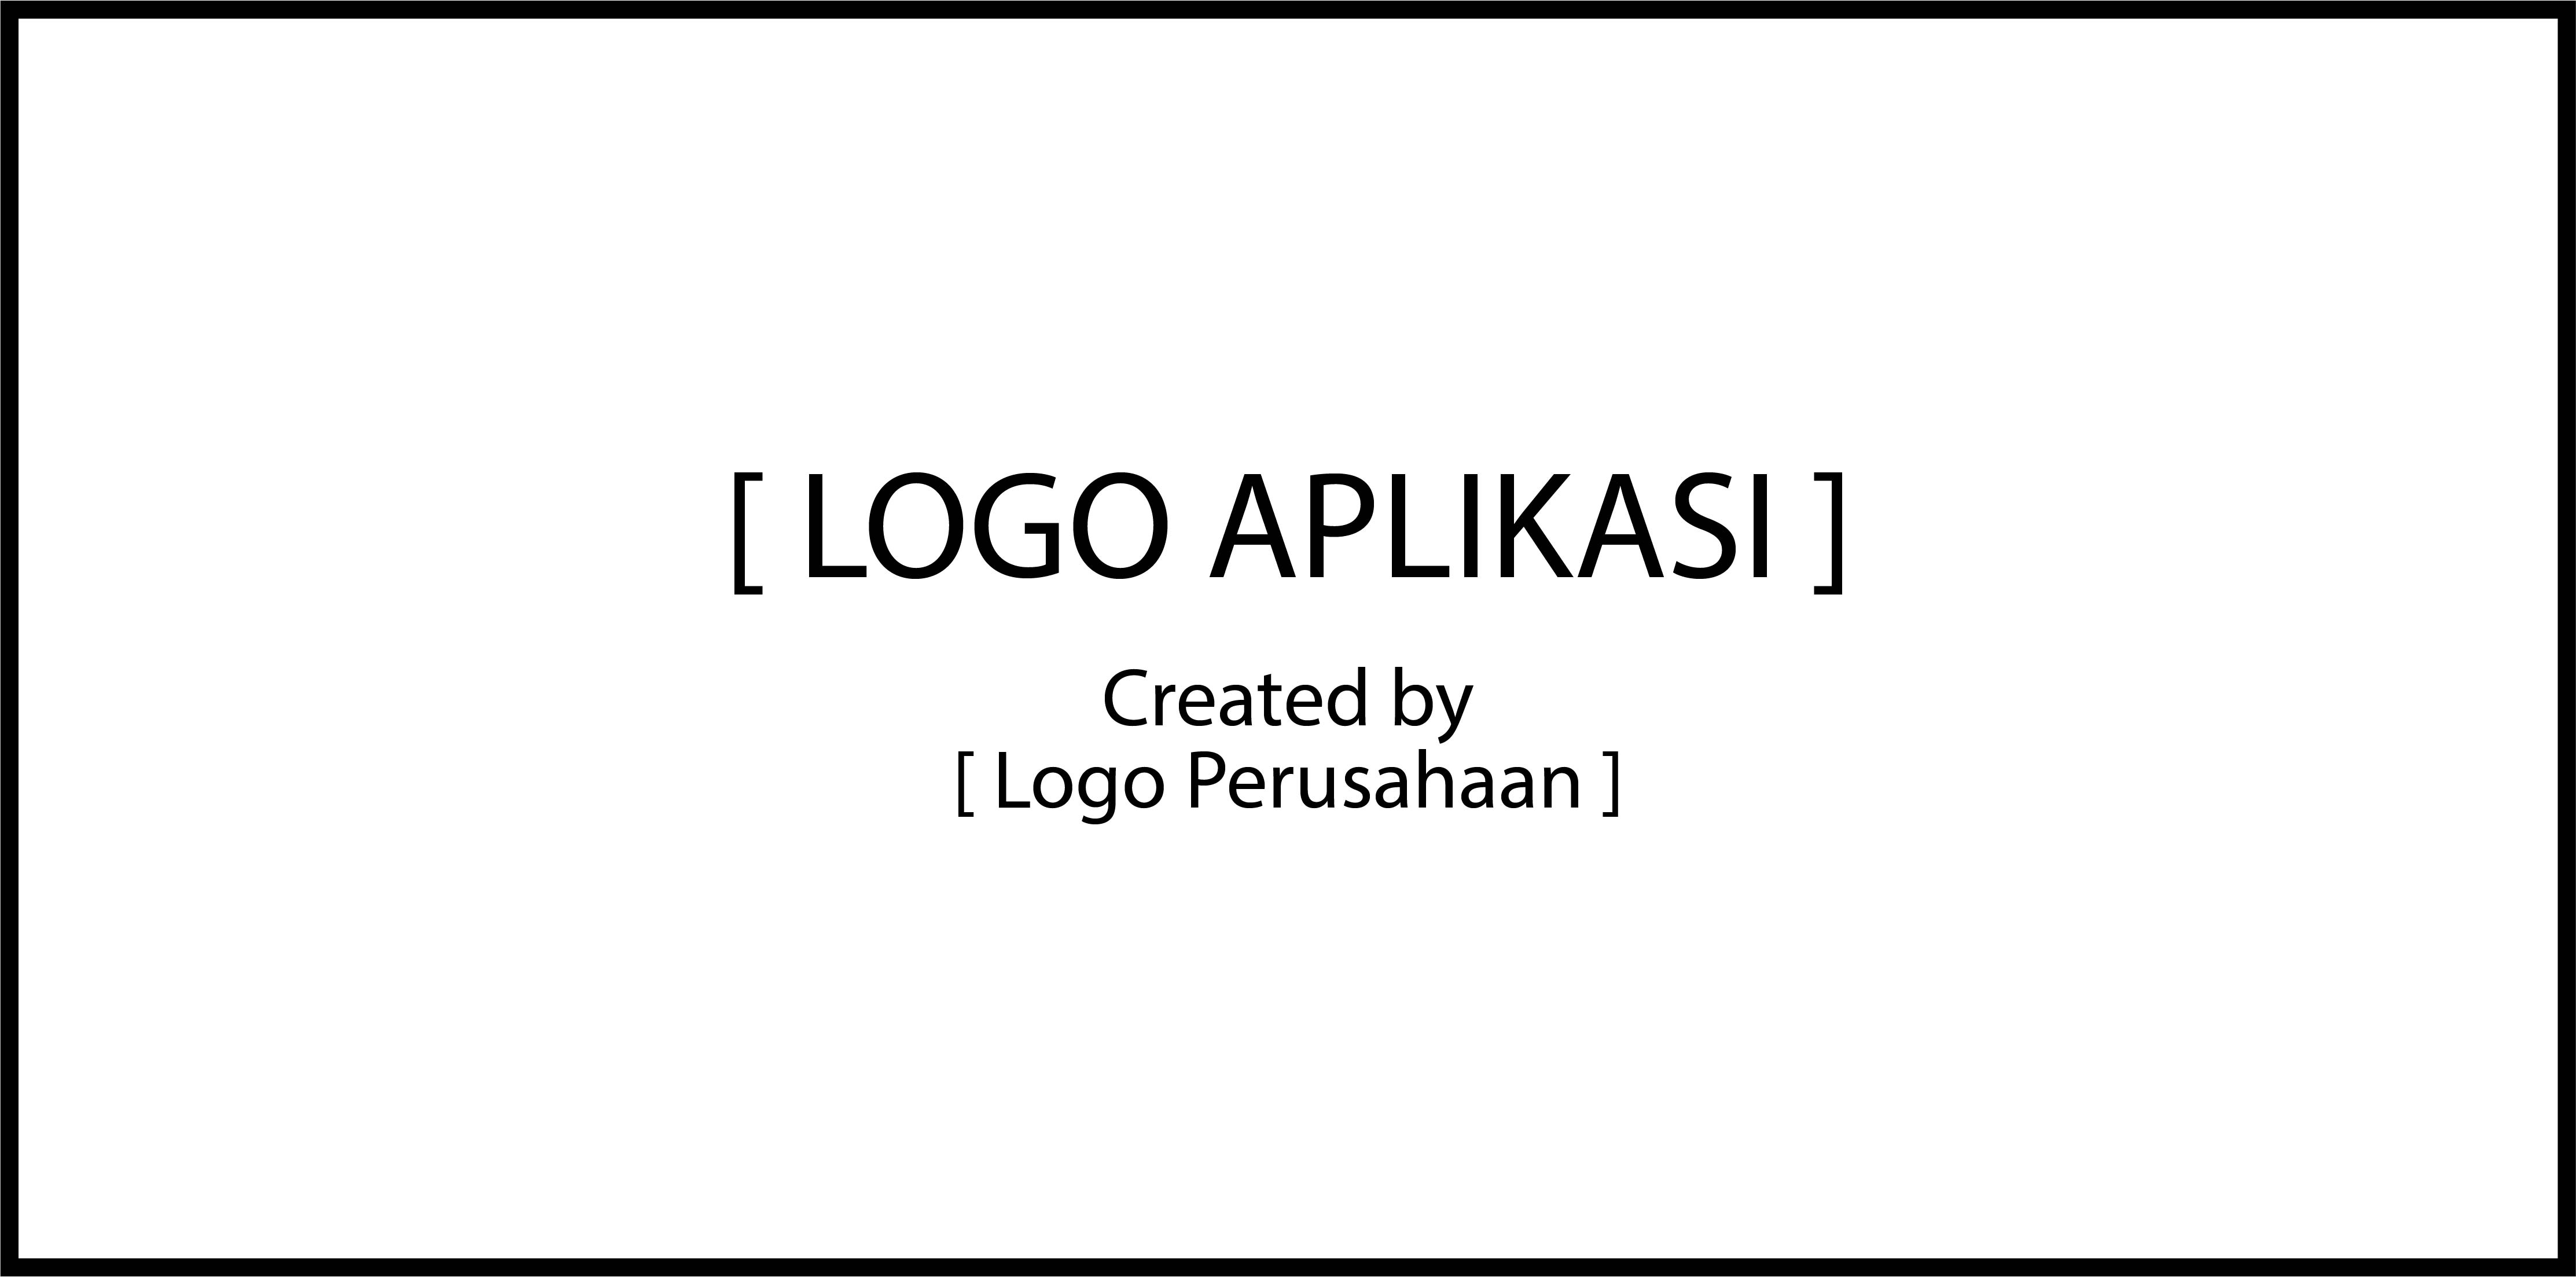 [ LOGO APLIKASI ]
Created by
[ Logo Perusahaan ]